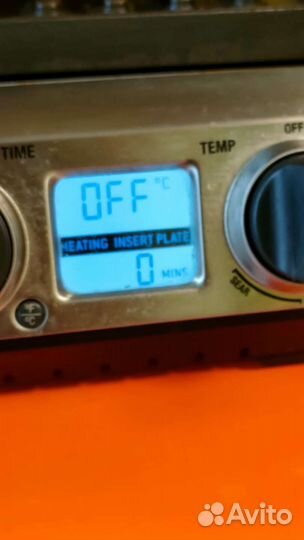 OFF
TIME
TEMP
OFF °C
HEATING INSERT PLATE
0 MINS
°F
°C
SEAR
Avito